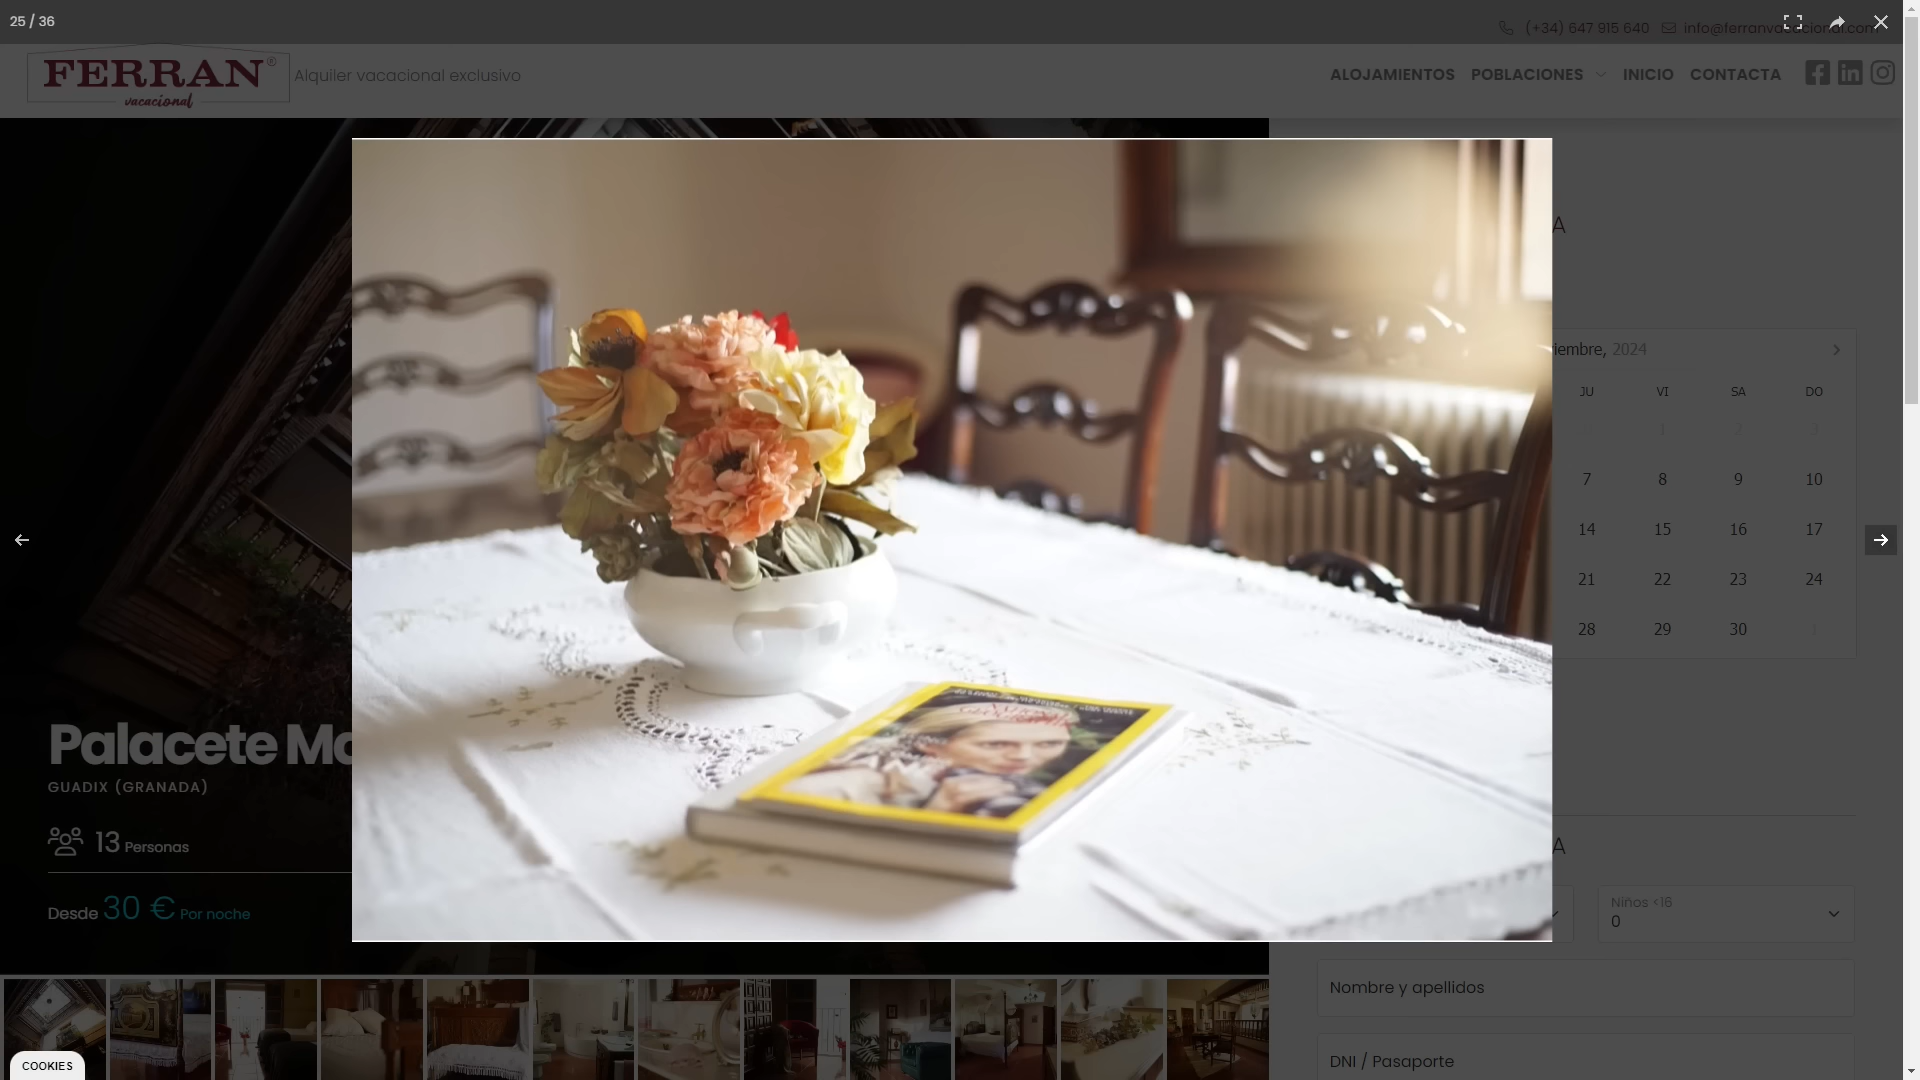 25 / 36
(+34) 647 915 640
FERRAN®
vacacional
Alquiler vacacional exclusivo
ALOJAMIENTOS
POBLACIONES
INICIO
CONTACTA
A
2024
JU VI SA DO
7 8 9 10
14 15 16 17
21 22 23 24
28 29 30
Palacete
GUADIX (GRANADA)
13 Personas
Desde 30 € Por noche
A
Niños <16
0
Nombre y apellidos
DNI / Pasaporte
COOKIES